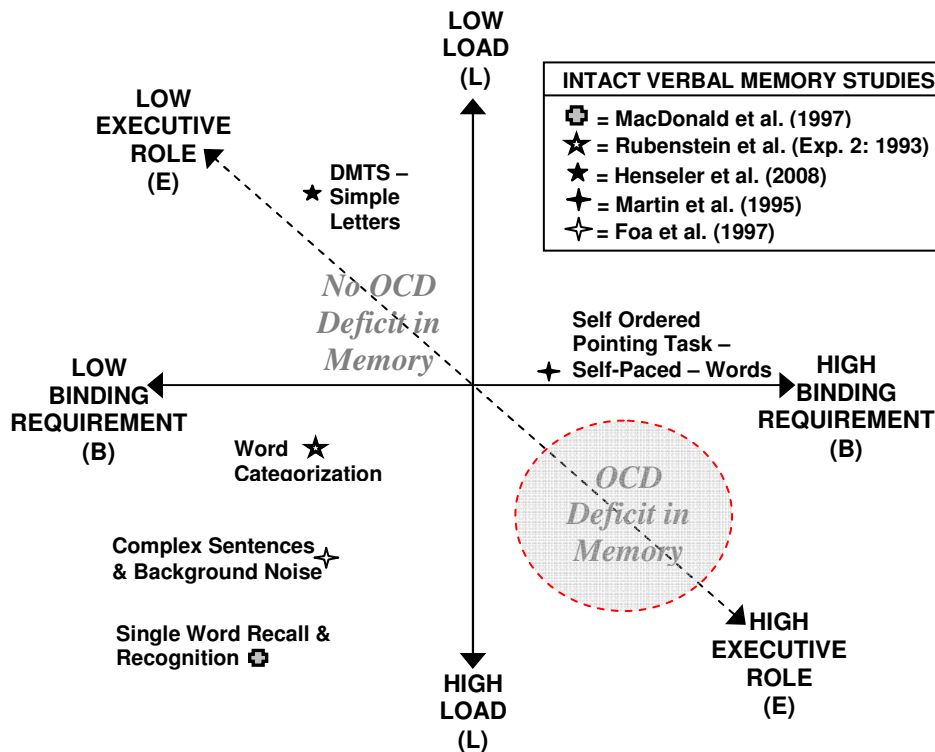 LOW
LOAD
(L)
LOW
EXECUTIVE
ROLE
(E)
INTACT VERBAL MEMORY STUDIES
= MacDonald et al. (1997)
= Rubenstein et al. (Exp. 2: 1993)
= Henseler et al. (2008)
= Martin et al. (1995)
= Foa et al. (1997)
DMTS –
Simple
Letters
No OCD
Deficit in
Memory
Self Ordered
Pointing Task –
Self-Paced – Words
LOW
BINDING
REQUIREMENT
(B)
HIGH
BINDING
REQUIREMENT
(B)
Word
Categorization
OCD
Deficit in
Memory
Complex Sentences
& Background Noise
Single Word Recall &
Recognition
HIGH
LOAD
(L)
HIGH
EXECUTIVE
ROLE
(E)